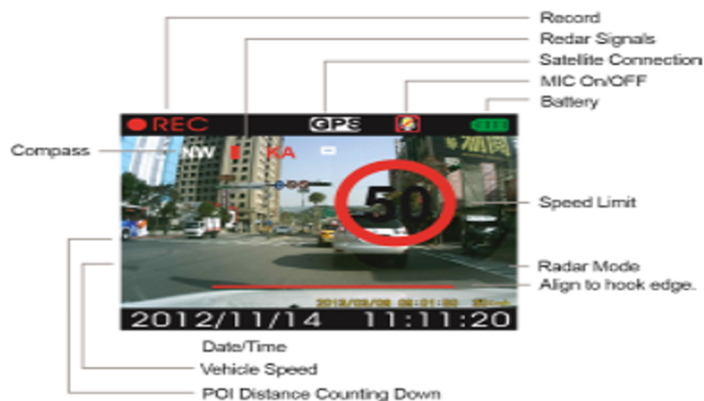 Record
Redar Signals
Satellite Connection
MIC On/OFF
Battery
REC
GPS
Compass
NW
KA
50
Speed Limit
Radar Mode
Align to hook edge.
2012/11/14 11:11:20
Date/Time
Vehicle Speed
POI Distance Counting Down